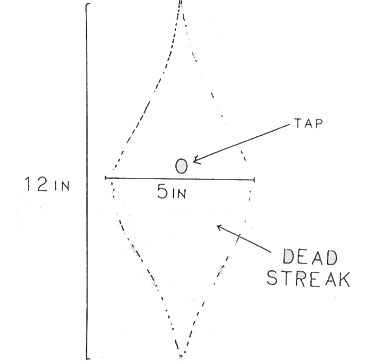 TAP
12 IN
5 IN
DEAD
STREAK